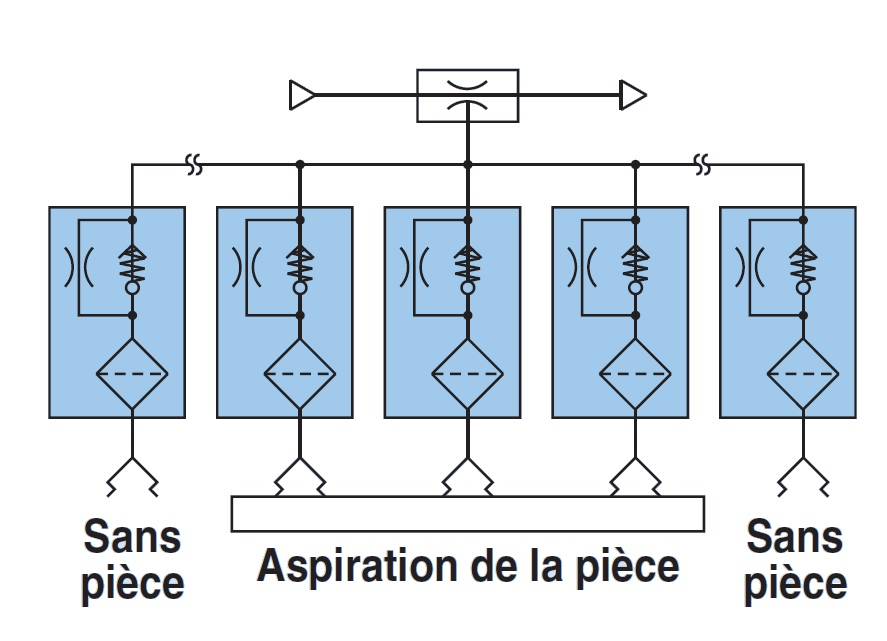 Sans
pièce
Aspiration de la pièce
Sans
pièce